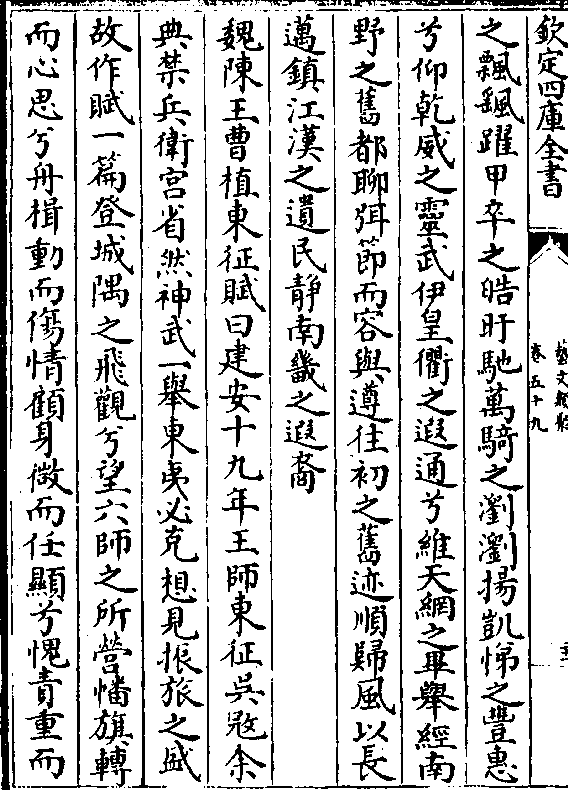 欽定四庫全書
藝文類聚
卷五十九
之飄颻躍甲卒之皓旰馳萬騎之瀏瀏揚凱悌之豐惠
兮仰乾威之靈武伊皇衢之遐通兮維天網之畢舉經南
野之舊都聊弭節而容與遵往初之舊迹順歸風以長
邁鎮江漢之遺民靜南畿之遐裔
魏陳王曹植東征賦曰建安十九年王師東征吳𡨥余
典禁兵衛宮省然神武一舉東夷必克想見振旅之盛
故作賦一篇登城隅之飛觀兮望六師之所營幡旗轉
而心思兮舟楫動而傷情顧身微而任顯兮愧責重而